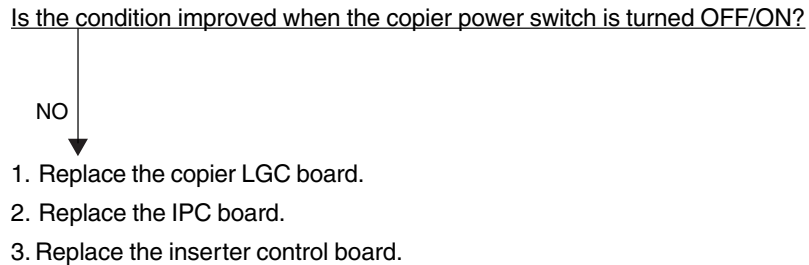 Is the condition improved when the copier power switch is turned OFF/ON?
NO
1. Replace the copier LGC board.
2. Replace the IPC board.
3. Replace the inserter control board.